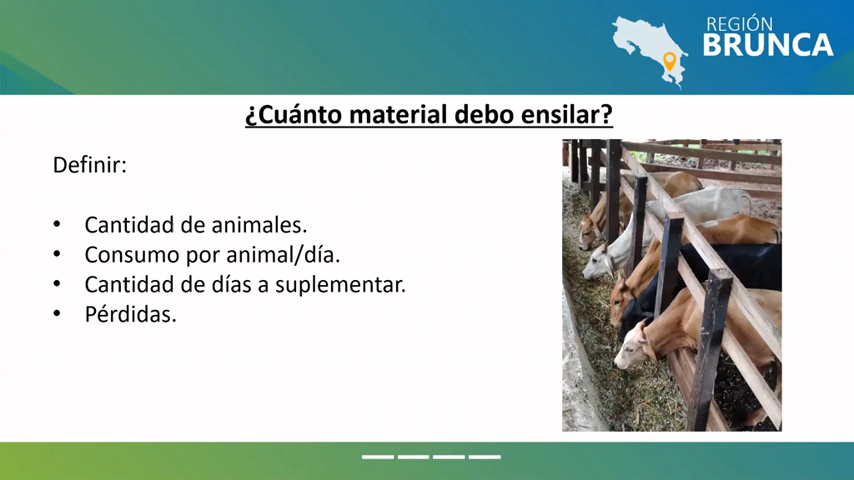 REGIÓN
BRUNCA
¿Cuánto material debo ensilar?
Definir:
• Cantidad de animales.
• Consumo por animal/día.
• Cantidad de días a suplementar.
• Pérdidas.